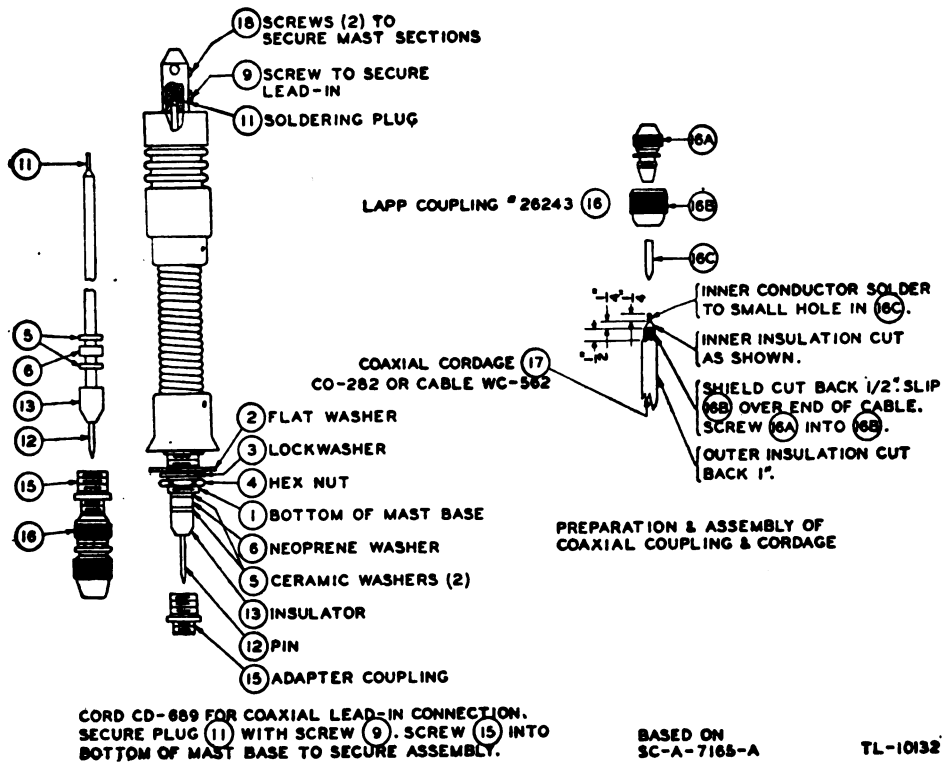 18 SCREWS (2) TO
SECURE MAST SECTIONS
9 SCREW TO SECURE
LEAD-IN
11 SOLDERING PLUG
11
5
6
13
12
15
16
2 FLAT WASHER
3 LOCKWASHER
4 HEX NUT
1 BOTTOM OF MAST BASE
6 NEOPRENE WASHER
5 CERAMIC WASHERS (2)
13 INSULATOR
12 PIN
15 ADAPTER COUPLING
CORD CD-689 FOR COAXIAL LEAD-IN CONNECTION.
SECURE PLUG 11 WITH SCREW 9. SCREW 15 INTO
BOTTOM OF MAST BASE TO SECURE ASSEMBLY.
16A
LAPP COUPLING #26243 16
16B
16C
1/4" 1/4
1/2"
INNER CONDUCTOR SOLDER
TO SMALL HOLE IN 16C.
INNER INSULATION CUT
AS SHOWN.
COAXIAL CORDAGE 17
CO-282 OR CABLE WC-562
SHIELD CUT BACK 1/2". SLIP
16B OVER END OF CABLE.
SCREW 16A INTO 16B.
OUTER INSULATION CUT
BACK 1".
PREPARATION & ASSEMBLY OF
COAXIAL COUPLING & CORDAGE
BASED ON
SC-A-7165-A
TL-10132